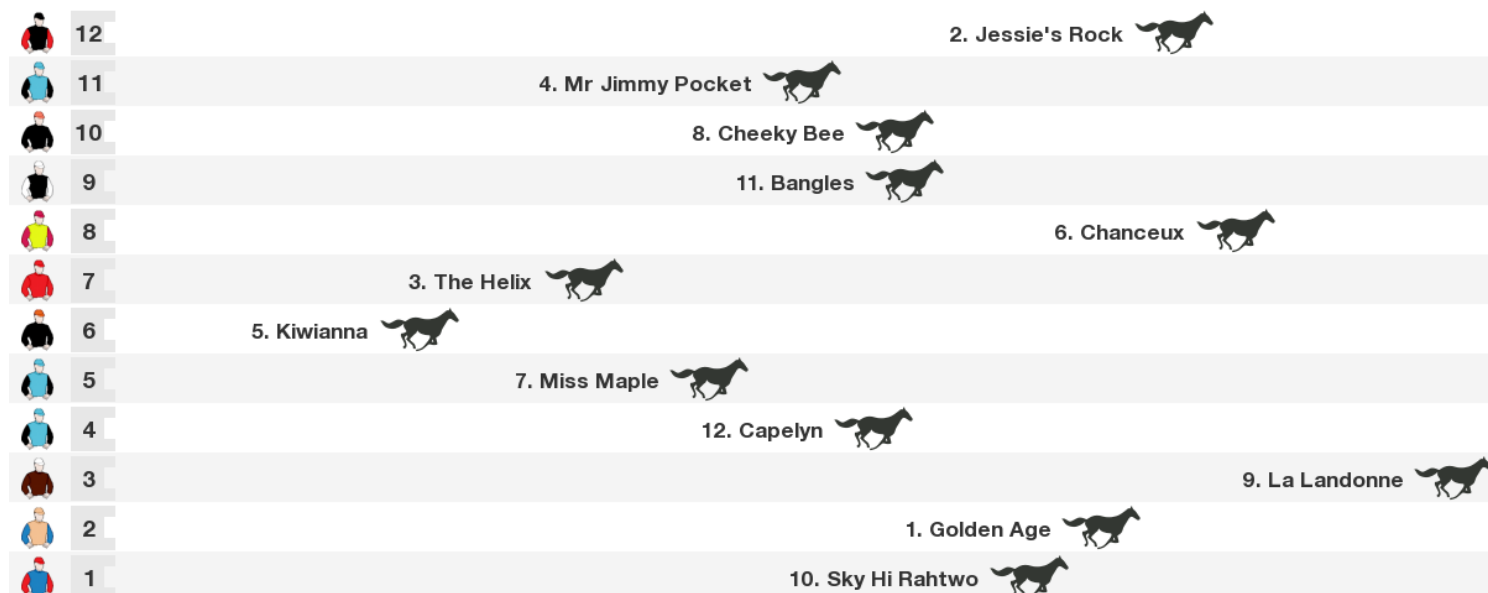 12 2. Jessie's Rock
11 4. Mr Jimmy Pocket
10 8. Cheeky Bee
9 11. Bangles
8 6. Chanceux
7 3. The Helix
6 5. Kiwianna
5 7. Miss Maple
4 12. Capelyn
3 9. La Landonne
2 1. Golden Age
1 10. Sky Hi Rahtwo